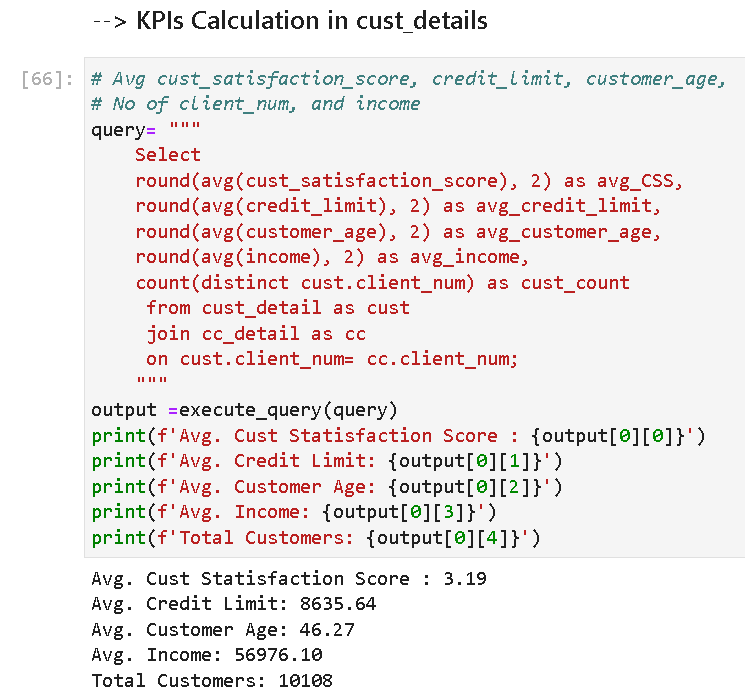 --> KPIs Calculation in cust_details
[66]: # Avg cust_satisfaction_score, credit_limit, customer_age,
# No of client_num, and income
query= """
    Select
    round(avg(cust_satisfaction_score), 2) as avg_CSS,
    round(avg(credit_limit), 2) as avg_credit_limit,
    round(avg(customer_age), 2) as avg_customer_age,
    round(avg(income), 2) as avg_income,
    count(distinct cust.client_num) as cust_count
     from cust_detail as cust
     join cc_detail as cc
     on cust.client_num= cc.client_num;
    """
output =execute_query(query)
print(f'Avg. Cust Statisfaction Score : {output[0][0]}')
print(f'Avg. Credit Limit: {output[0][1]}')
print(f'Avg. Customer Age: {output[0][2]}')
print(f'Avg. Income: {output[0][3]}')
print(f'Total Customers: {output[0][4]}')
Avg. Cust Statisfaction Score : 3.19
Avg. Credit Limit: 8635.64
Avg. Customer Age: 46.27
Avg. Income: 56976.10
Total Customers: 10108